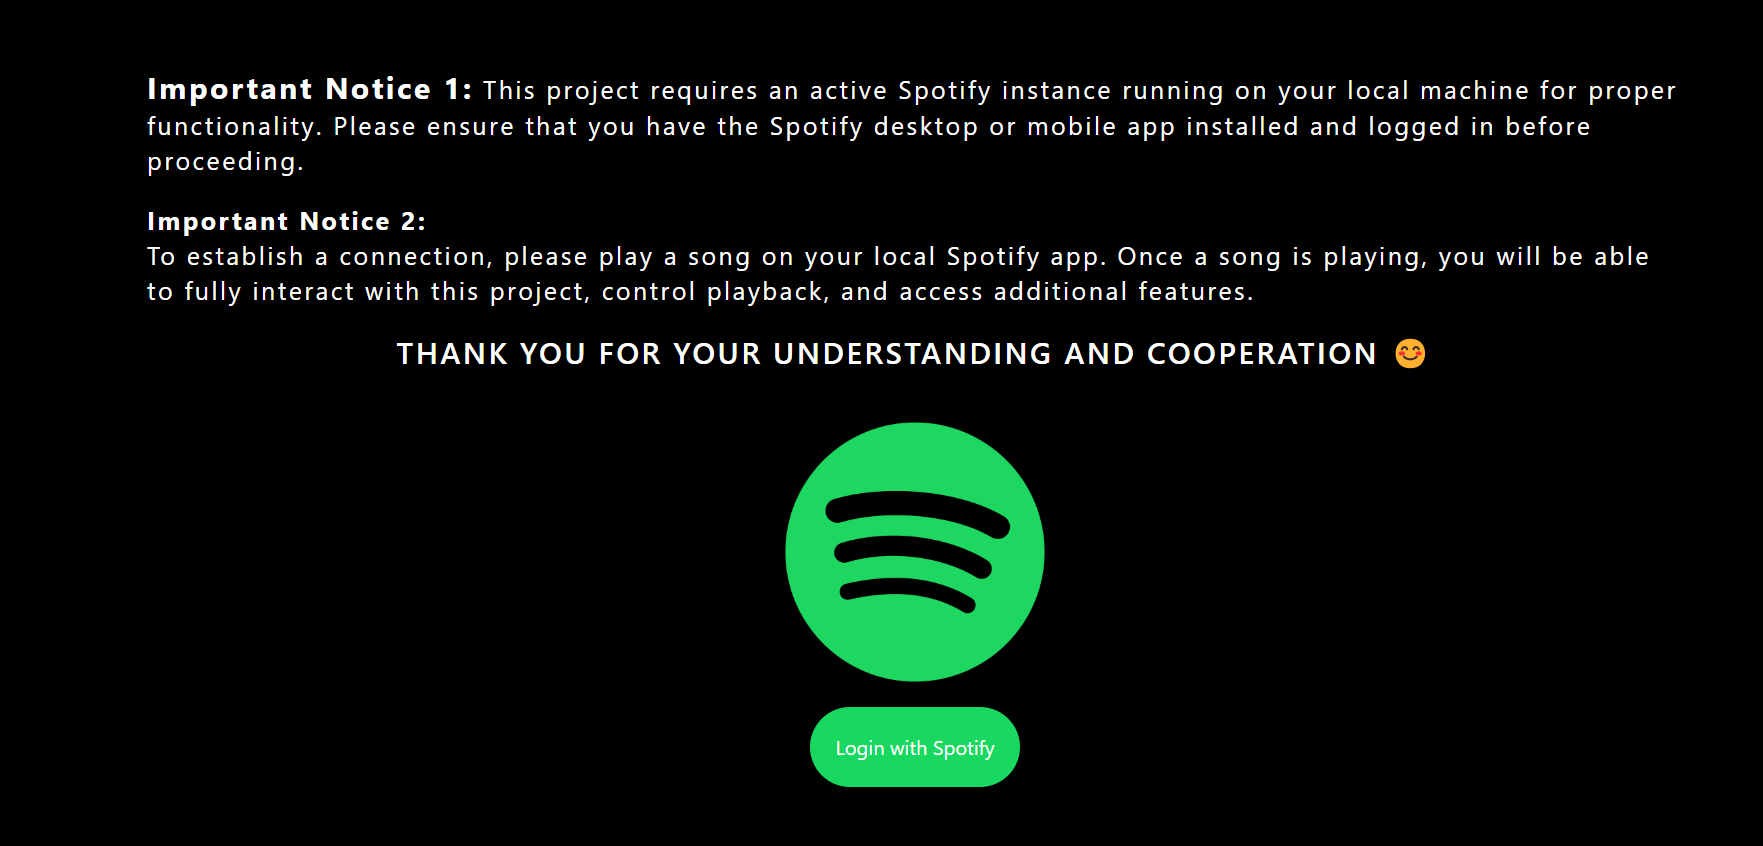 Important Notice 1: This project requires an active Spotify instance running on your local machine for proper
functionality. Please ensure that you have the Spotify desktop or mobile app installed and logged in before
proceeding.
Important Notice 2:
To establish a connection, please play a song on your local Spotify app. Once a song is playing, you will be able
to fully interact with this project, control playback, and access additional features.
THANK YOU FOR YOUR UNDERSTANDING AND COOPERATION 😊
Login with Spotify